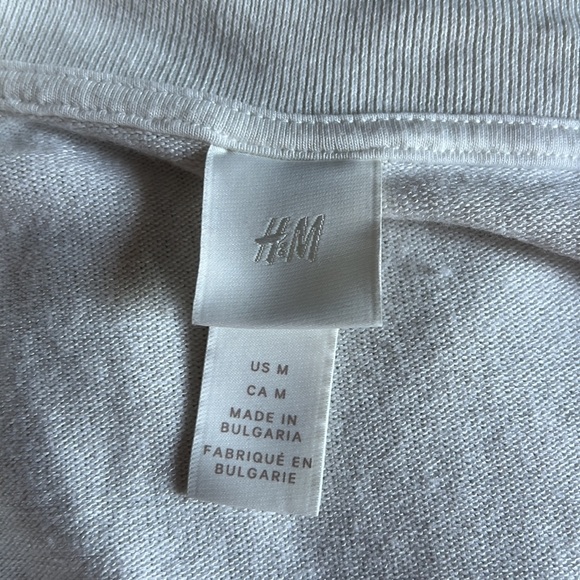 H&M
US M
CA M
MADE IN
BULGARIA
FABRIQUÉ EN
BULGARIE